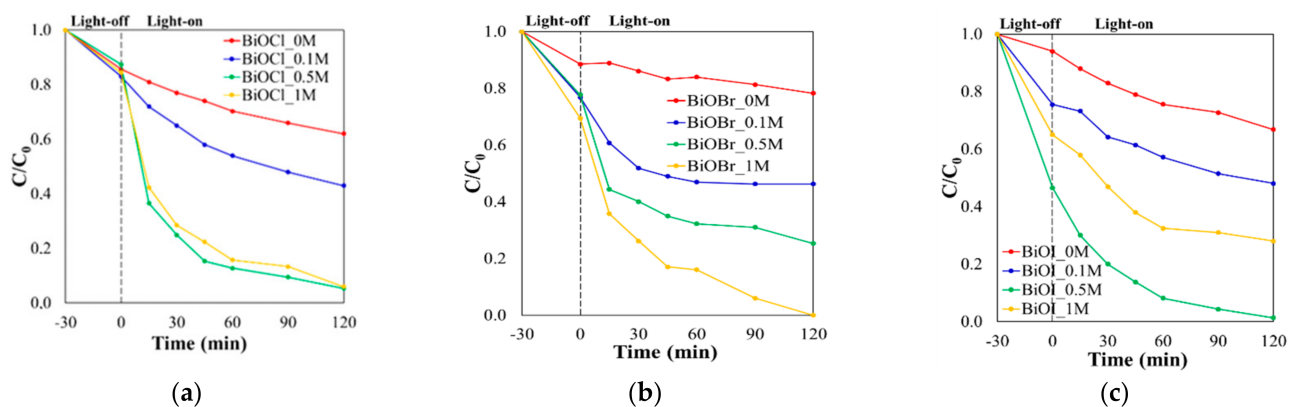 Light-off Light-on
BiOCl_0M
BiOCl_0.1M
BiOCl_0.5M
BiOCl_1M
1.0
0.8
0.6
0.4
0.2
0.0
C/C0
-30 0 30 60 90 120
Time (min)
(a)
Light-off Light-on
BiOBr_0M
BiOBr_0.1M
BiOBr_0.5M
BiOBr_1M
1.0
0.8
0.6
0.4
0.2
0.0
C/C0
-30 0 30 60 90 120
Time (min)
(b)
Light-off Light-on
1.0
0.8
0.6
0.4
0.2
0.0
C/C0
BiOI_0M
BiOI_0.1M
BiOI_0.5M
BiOI_1M
-30 0 30 60 90 120
Time (min)
(c)